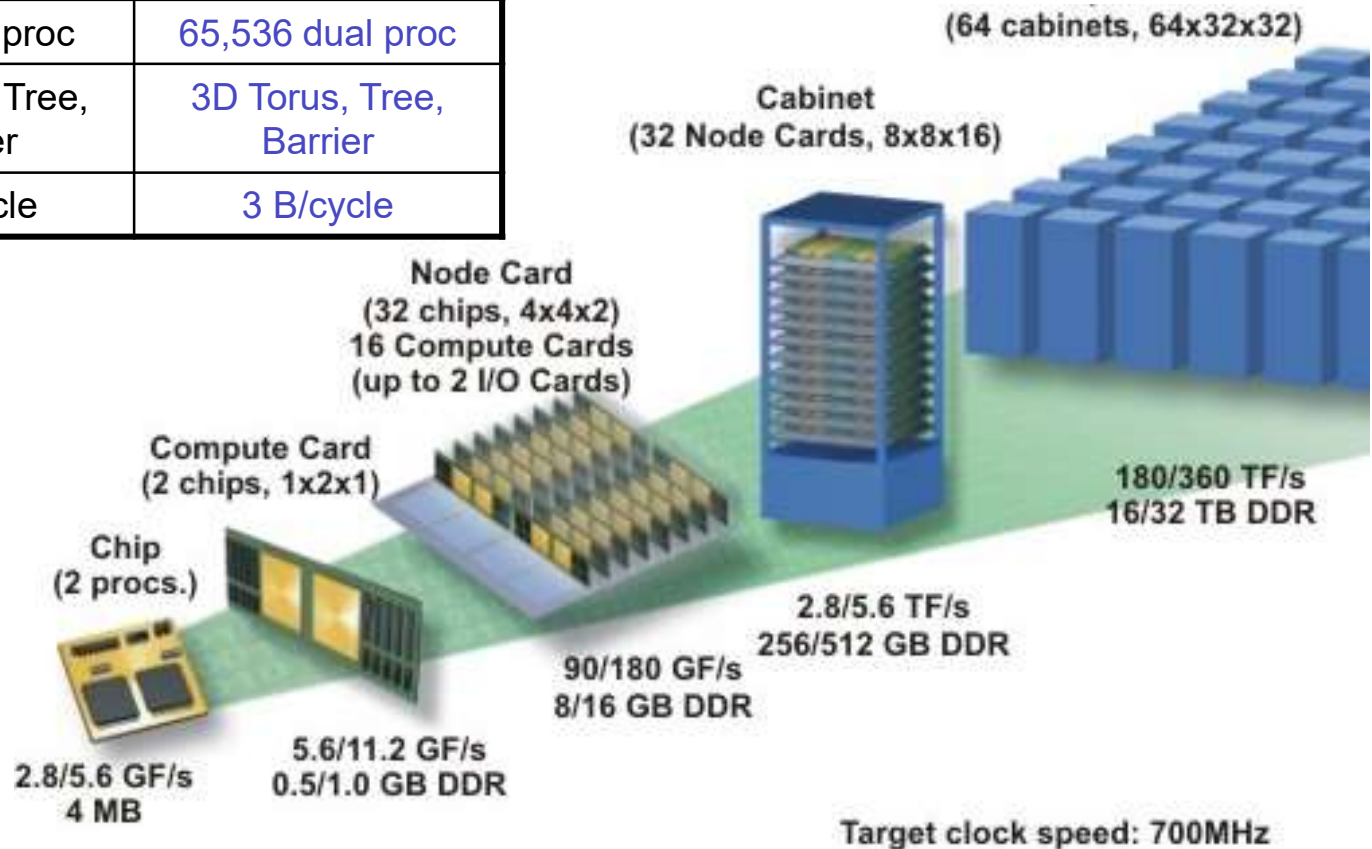 proc
65,536 dual proc
Tree,
er
3D Torus, Tree,
Barrier
cle
3 B/cycle
(64 cabinets, 64x32x32)
Cabinet
(32 Node Cards, 8x8x16)
Node Card
(32 chips, 4x4x2)
16 Compute Cards
(up to 2 I/O Cards)
Compute Card
(2 chips, 1x2x1)
Chip
(2 procs.)
180/360 TF/s
16/32 TB DDR
2.8/5.6 TF/s
256/512 GB DDR
90/180 GF/s
8/16 GB DDR
5.6/11.2 GF/s
0.5/1.0 GB DDR
2.8/5.6 GF/s
4 MB
Target clock speed: 700MHz